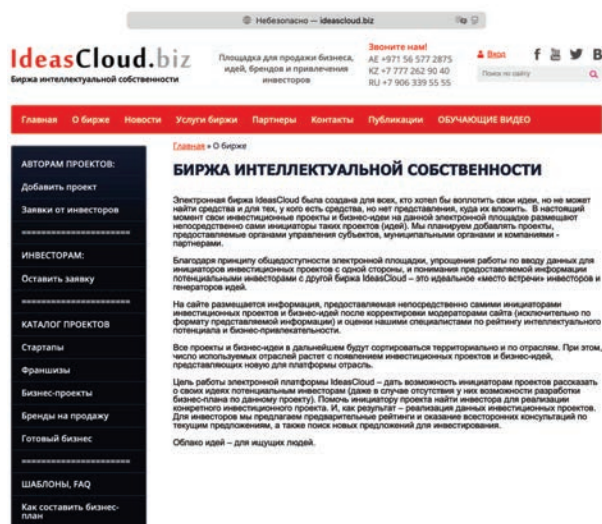 Небезопасно — ideascloud.biz
IdeasCloud.biz
Биржа интеллектуальной собственности
Площадка для продажи бизнеса,
идей, брендов и привлечения
инвесторов
Звоните нам!
AE +971 56 577 2875
KZ +7 777 262 90 40
RU +7 906 339 55 55
Вход
Поиск по сайту
Главная О бирже Новости Услуги биржи Партнеры Контакты Публикации ОБУЧАЮЩИЕ ВИДЕО
АВТОРАМ ПРОЕКТОВ:
Добавить проект
Заявки от инвесторов
======================
ИНВЕСТОРАМ:
Оставить заявку
======================
КАТАЛОГ ПРОЕКТОВ
Стартапы
Франшизы
Бизнес-проекты
Бренды на продажу
Готовый бизнес
======================
ШАБЛОНЫ, FAQ
Как составить бизнес-
план
Главная » О бирже
БИРЖА ИНТЕЛЛЕКТУАЛЬНОЙ СОБСТВЕННОСТИ
Электронная биржа IdeasCloud была создана для всех, кто хотел бы воплотить свои идеи, но не может
найти средства и для тех, у кого есть средства, но нет представления, куда их вложить. В настоящий
момент свои инвестиционные проекты и бизнес-идеи на данной электронной площадке размещают
непосредственно сами инициаторы таких проектов (идей). Мы планируем добавлять проекты,
предоставляемые органами управления субъектов, муниципальными органами и компаниями -
партнерами.
Благодаря принципу общедоступности электронной площадки, упрощения работы по вводу данных для
инициаторов инвестиционных проектов с одной стороны, и понимания предоставляемой информации
потенциальными инвесторами с другой биржа IdeasCloud – это идеальное «место встречи» инвесторов и
генераторов идей.
На сайте размещается информация, предоставляемая непосредственно самими инициаторами
инвестиционных проектов и бизнес-идей после корректировки модераторами сайта (исключительно по
формату представляемой информации) и оценки нашими специалистами по рейтингу интеллектуального
потенциала и бизнес-привлекательности.
Все проекты и бизнес-идеи в дальнейшем будут сортироваться территориально и по отраслям. При этом,
число используемых отраслей растет с появлением инвестиционных проектов и бизнес-идей,
представляющих новую для платформы отрасль.
Цель работы электронной платформы IdeasCloud – дать возможность инициаторам проектов рассказать
о своих идеях потенциальным инвесторам (даже в случае отсутствия у них возможности разработки
бизнес-плана по данному проекту). Помочь инициатору проекта найти инвестора для реализации
конкретного инвестиционного проекта. И, как результат – реализация данных инвестиционных проектов.
Для инвесторов мы предлагаем предварительные рейтинги и оказание всесторонних консультаций по
текущим предложениям, а также поиск новых предложений для инвестирования.
Облако идей – для ищущих людей.